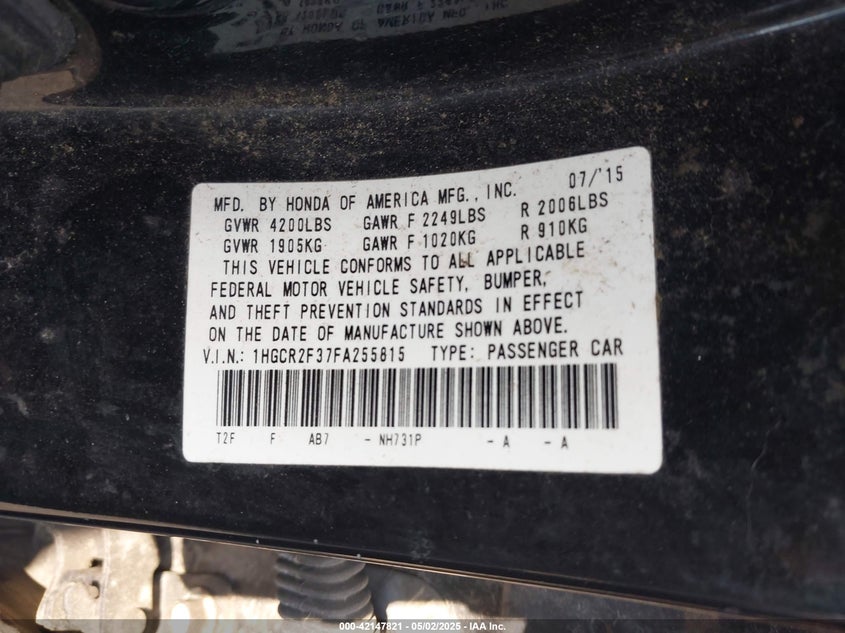 MFD. BY HONDA OF AMERICA MFG., INC. 07/'15
GVWR 4200LBS GAWR F 2249LBS R 2006LBS
GVWR 1905KG GAWR F 1020KG R 910KG
THIS VEHICLE CONFORMS TO ALL APPLICABLE
FEDERAL MOTOR VEHICLE SAFETY, BUMPER,
AND THEFT PREVENTION STANDARDS IN EFFECT
ON THE DATE OF MANUFACTURE SHOWN ABOVE.
V.I.N.: 1HGCR2F37FA255815 TYPE: PASSENGER CAR
T2F F AB7 - NH731P - A - A
000-42147821 - 05/02/2025 - IAA Inc.